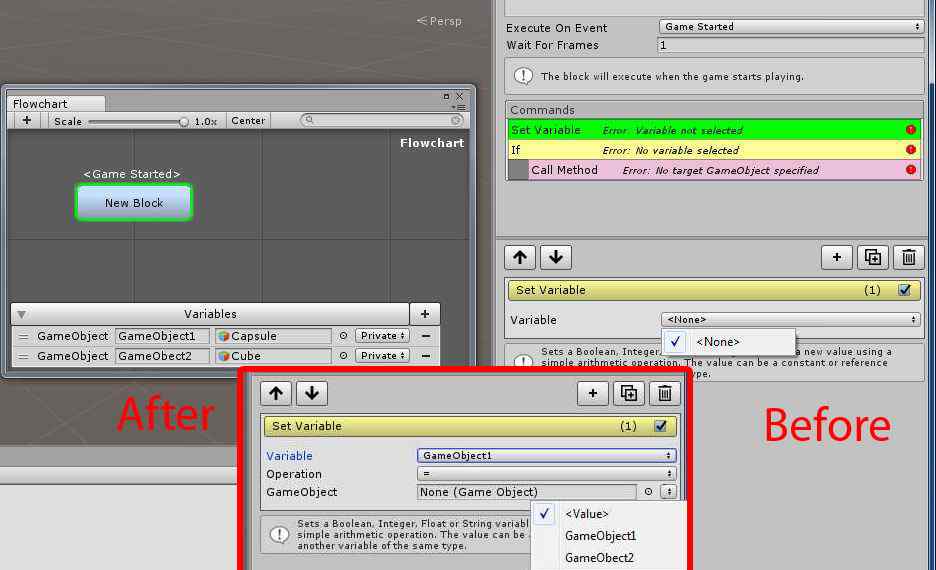 Persp
Execute On Event Game Started
Wait For Frames 1
The block will execute when the game starts playing.
Commands
Set Variable Error: Variable not selected
If Error: No variable selected
Call Method Error: No target GameObject specified
Flowchart
+ Scale 1.0x Center
Flowchart
<Game Started>
New Block
Variables +
GameObject GameObject1 Capsule Private
GameObject GameObect2 Cube Private
+
Set Variable (1)
Variable <None>
<None>
Sets a Boolean, Integer, a new value using a
simple arithmetic operation. The value can be a constant or reference
type.
After
Before
+
Set Variable (1)
Variable GameObject1
Operation =
GameObject None (Game Object)
Sets a Boolean, Integer, Float or String variabl
simple arithmetic operation. The value can be
another variable of the same type.
<Value>
GameObject1
GameObect2